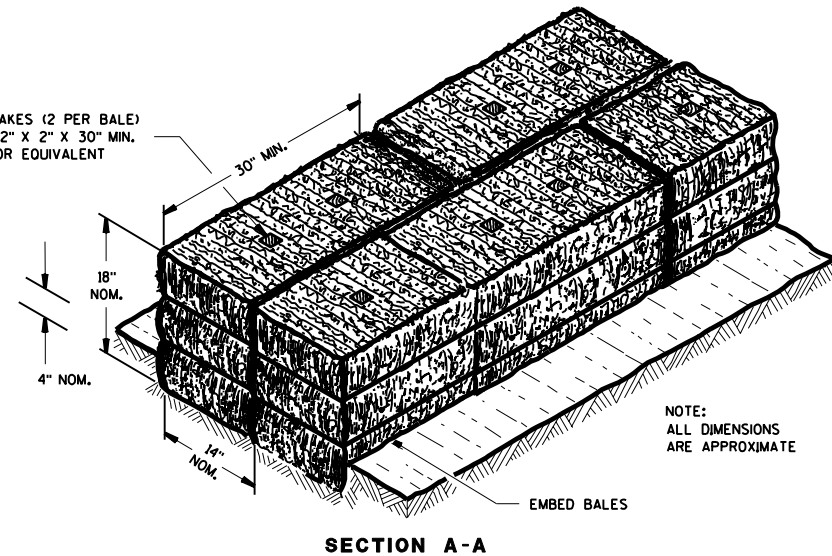 AKES (2 PER BALE)
2" X 2" X 30" MIN.
OR EQUIVALENT
30" MIN.
18"
NOM.
4" NOM.
14"
NOM.
NOTE:
ALL DIMENSIONS
ARE APPROXIMATE
EMBED BALES
SECTION A-A